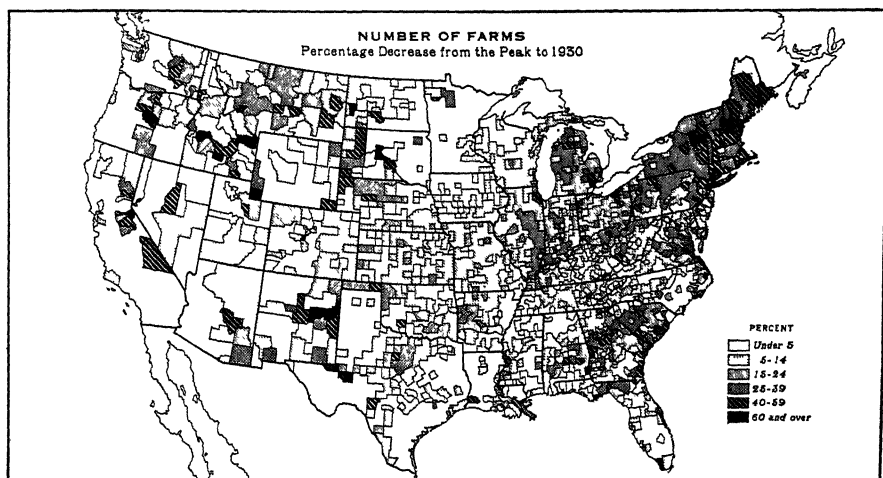 NUMBER OF FARMS
Percentage Decrease from the Peak to 1930
PERCENT
Under 5
5-14
15-24
25-39
40-59
60 and over